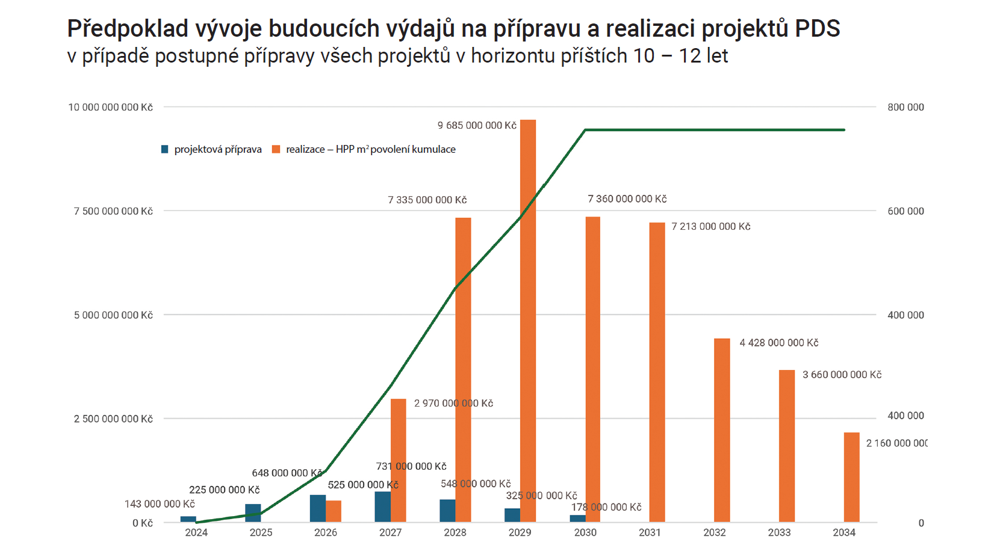 Předpoklad vývoje budoucích výdajů na přípravu a realizaci projektů PDS
v případě postupné přípravy všech projektů v horizontu příštích 10 – 12 let
10 000 000 000 Kč
800 000
9 685 000 000 Kč
projektová příprava
realizace – HPP m² povolení kumulace
7 335 000 000 Kč
7 360 000 000 Kč
7 500 000 000 Kč
600 000
7 213 000 000 Kč
5 000 000 000 Kč
400 000
4 428 000 000 Kč
3 660 000 000 Kč
2 970 000 000 Kč
2 500 000 000 Kč
400 000
2 160 000 000
731 000 000 Kč
648 000 000 Kč
525 000 000 Kč
548 000 000 Kč
225 000 000 Kč
325 000 000 Kč
143 000 000 Kč
178 000 000 Kč
0 Kč
0
2024 2025 2026 2027 2028 2029 2030 2031 2032 2033 2034